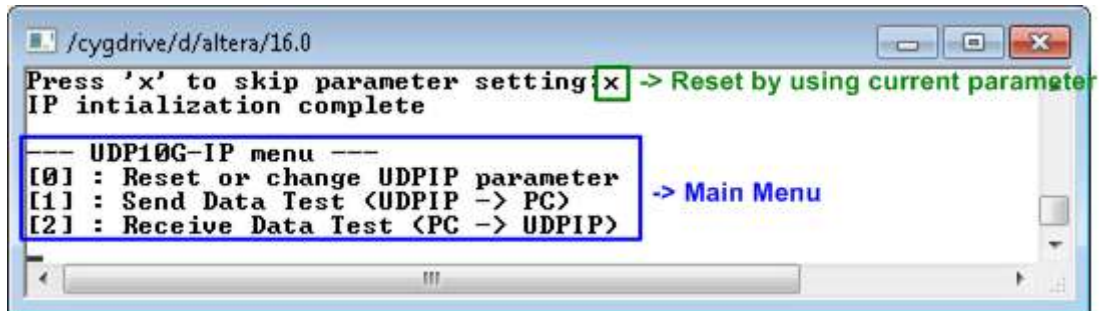 /cygdrive/d/altera/16.0
Press 'x' to skip parameter setting:x -> Reset by using current parameter
IP intialization complete
--- UDP10G-IP menu ---
[0] : Reset or change UDPIP parameter
[1] : Send Data Test (UDPIP -> PC)
[2] : Receive Data Test (PC -> UDPIP)
-> Main Menu